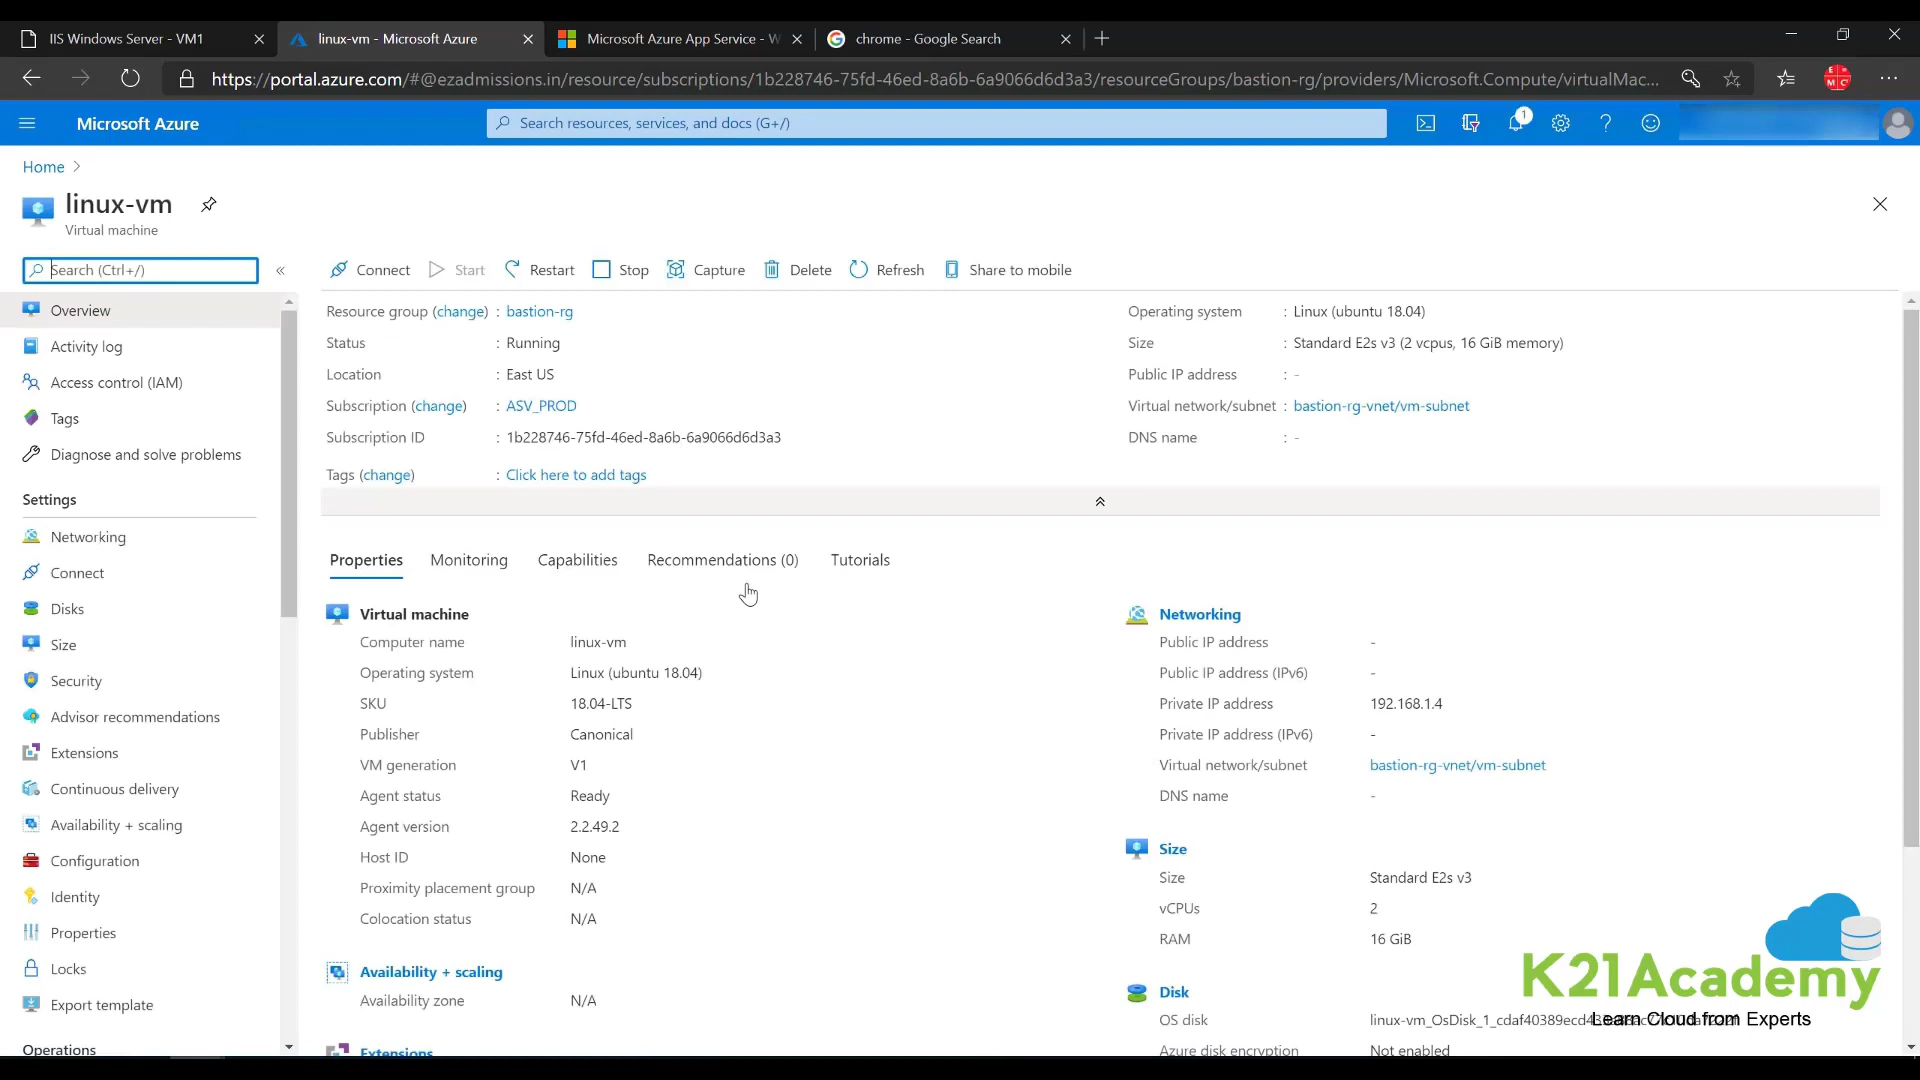 IIS Windows Server - VM1
linux-vm - Microsoft Azure
Microsoft Azure App Service - W
chrome - Google Search
https://portal.azure.com/#@ezadmissions.in/resource/subscriptions/1b228746-75fd-46ed-8a6b-6a9066d6d3a3/resourceGroups/bastion-rg/providers/Microsoft.Compute/virtualMac...
E M C
Microsoft Azure
Search resources, services, and docs (G+/)
1
Home
linux-vm
Virtual machine
Search (Ctrl+/)
Connect
Start
Restart
Stop
Capture
Delete
Refresh
Share to mobile
Overview
Activity log
Access control (IAM)
Tags
Diagnose and solve problems
Settings
Networking
Connect
Disks
Size
Security
Advisor recommendations
Extensions
Continuous delivery
Availability + scaling
Configuration
Identity
Properties
Locks
Export template
Operations
Resource group (change) : bastion-rg
Status : Running
Location : East US
Subscription (change) : ASV_PROD
Subscription ID : 1b228746-75fd-46ed-8a6b-6a9066d6d3a3
Tags (change) : Click here to add tags
Operating system : Linux (ubuntu 18.04)
Size : Standard E2s v3 (2 vcpus, 16 GiB memory)
Public IP address : -
Virtual network/subnet : bastion-rg-vnet/vm-subnet
DNS name : -
Properties
Monitoring
Capabilities
Recommendations (0)
Tutorials
Virtual machine
Computer name linux-vm
Operating system Linux (ubuntu 18.04)
SKU 18.04-LTS
Publisher Canonical
VM generation V1
Agent status Ready
Agent version 2.2.49.2
Host ID None
Proximity placement group N/A
Colocation status N/A
Availability + scaling
Availability zone N/A
Extensions
Networking
Public IP address -
Public IP address (IPv6) -
Private IP address 192.168.1.4
Private IP address (IPv6) -
Virtual network/subnet bastion-rg-vnet/vm-subnet
DNS name -
Size
Size Standard E2s v3
vCPUs 2
RAM 16 GiB
Disk
OS disk
Azure disk encryption Not enabled
K21Academy
Learn Cloud from Experts